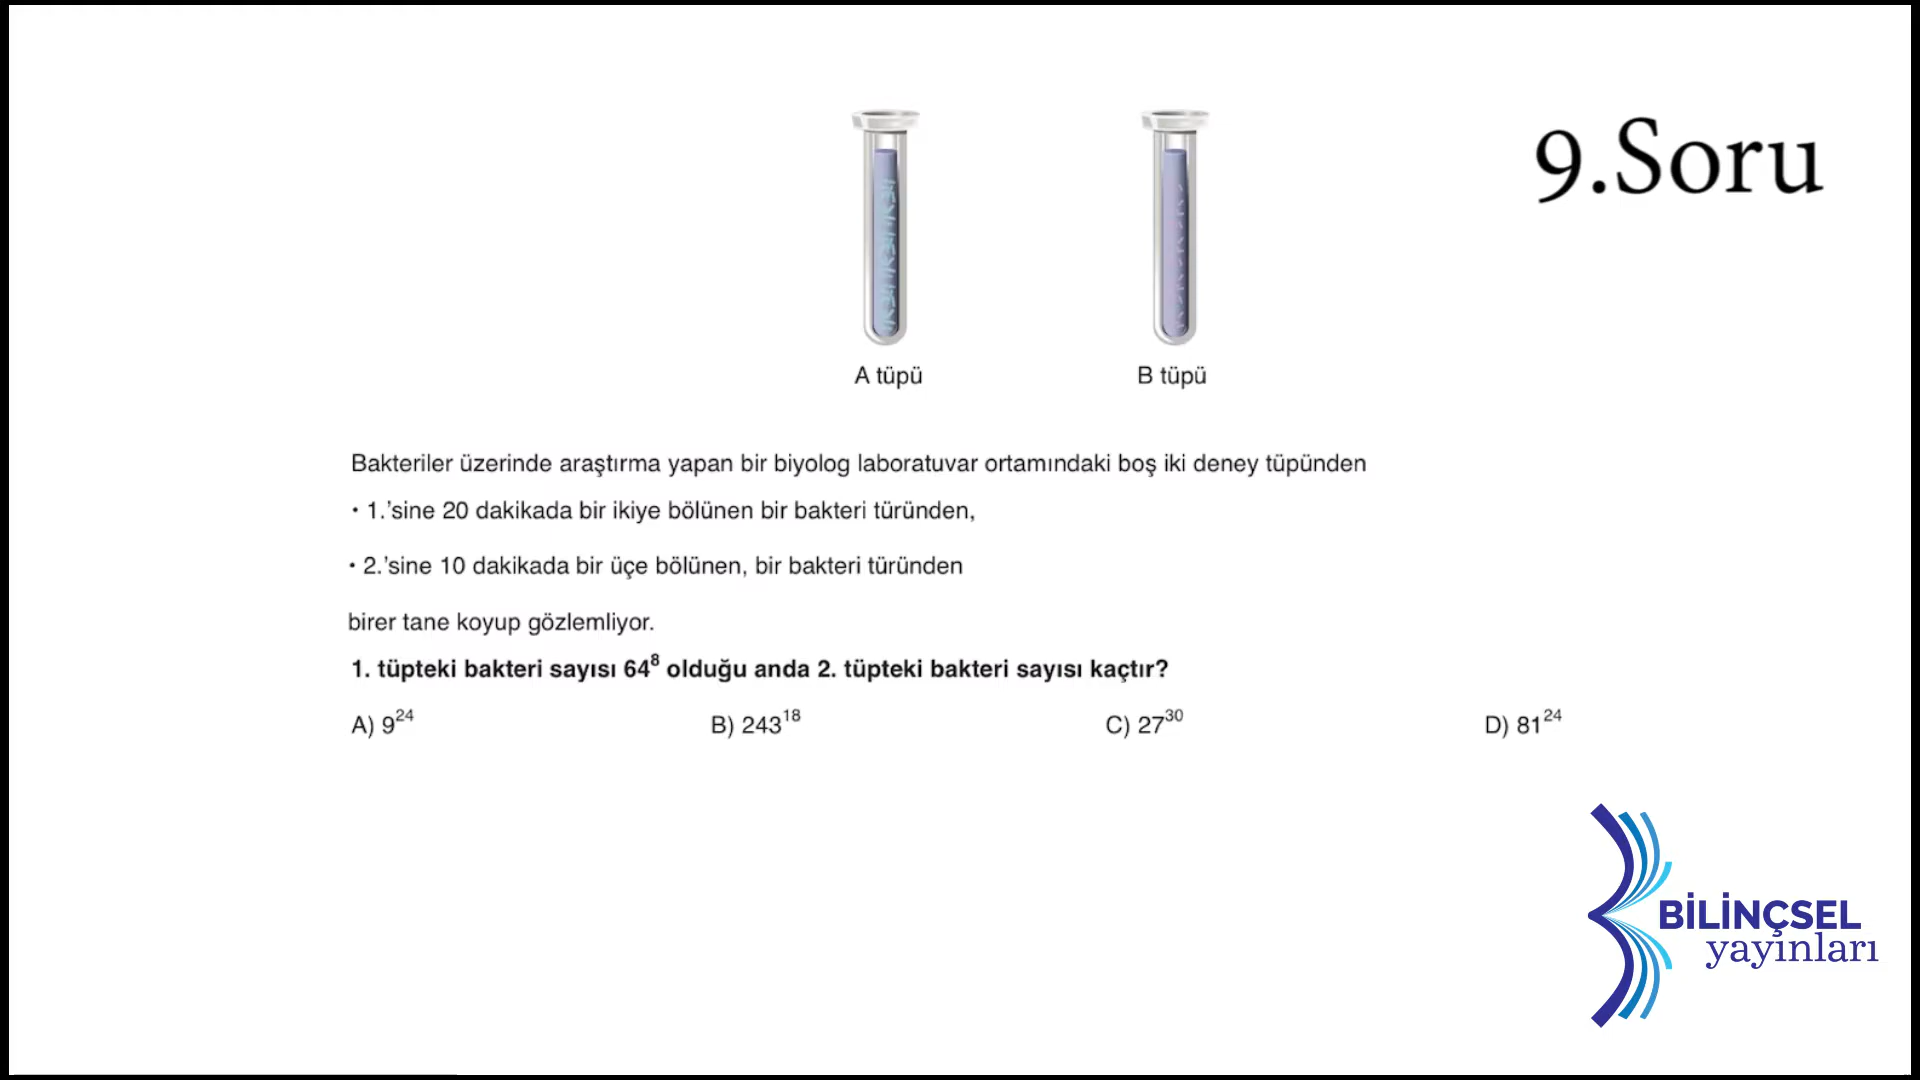 9.Soru
A tüpü
B tüpü
Bakteriler üzerinde araştırma yapan bir biyolog laboratuvar ortamındaki boş iki deney tüpünden
• 1.’sine 20 dakikada bir ikiye bölünen bir bakteri türünden,
• 2.’sine 10 dakikada bir üçe bölünen, bir bakteri türünden
birer tane koyup gözlemliyor.
1. tüpteki bakteri sayısı 64⁸ olduğu anda 2. tüpteki bakteri sayısı kaçtır?
A) 9²⁴ B) 243¹⁸ C) 27³⁰ D) 81²⁴
BİLİNÇSEL
yayınları